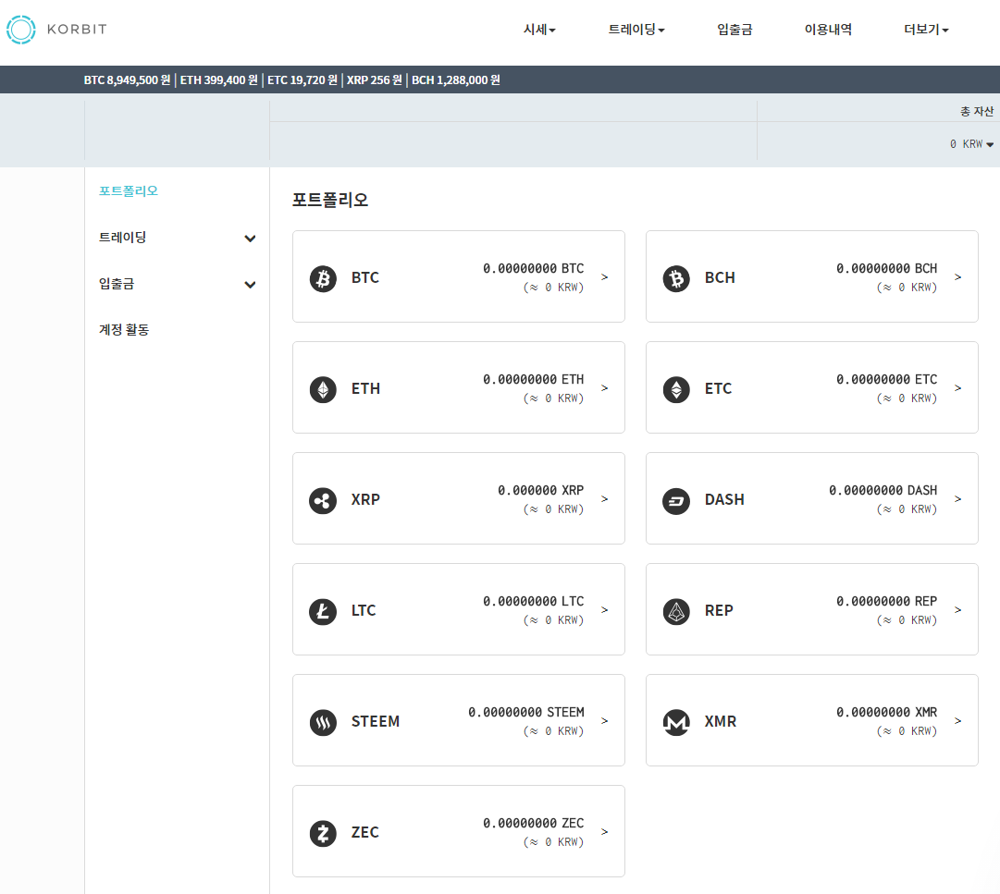 KORBIT
시세 트레이딩 입출금 이용내역 더보기
BTC 8,949,500 원 | ETH 399,400 원 | ETC 19,720 원 | XRP 256 원 | BCH 1,288,000 원
총 자산
0 KRW
포트폴리오
트레이딩
입출금
계정 활동
포트폴리오
BTC 0.00000000 BTC >
(≈ 0 KRW)
BCH 0.00000000 BCH >
(≈ 0 KRW)
ETH 0.00000000 ETH >
(≈ 0 KRW)
ETC 0.00000000 ETC >
(≈ 0 KRW)
XRP 0.000000 XRP >
(≈ 0 KRW)
DASH 0.00000000 DASH >
(≈ 0 KRW)
LTC 0.00000000 LTC >
(≈ 0 KRW)
REP 0.00000000 REP >
(≈ 0 KRW)
STEEM 0.00000000 STEEM >
(≈ 0 KRW)
XMR 0.00000000 XMR >
(≈ 0 KRW)
ZEC 0.00000000 ZEC >
(≈ 0 KRW)